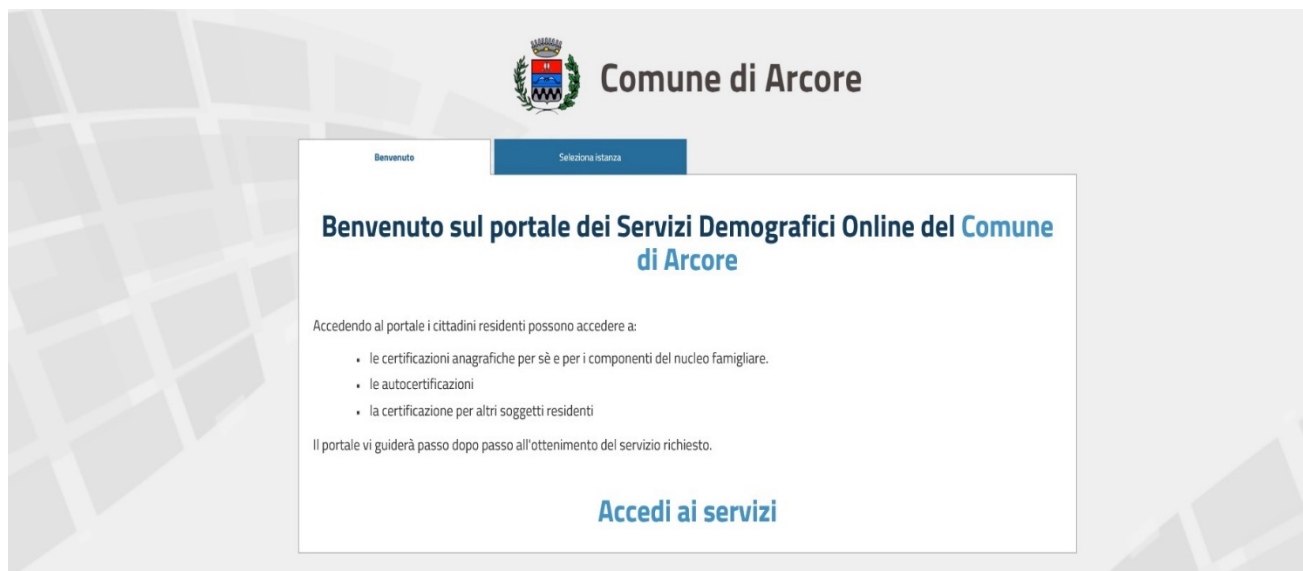 Comune di Arcore
Benvenuto
Seleziona istanza
Benvenuto sul portale dei Servizi Demografici Online del Comune
di Arcore
Accedendo al portale i cittadini residenti possono accedere a:
• le certificazioni anagrafiche per sè e per i componenti del nucleo famigliare.
• le autocertificazioni
• la certificazione per altri soggetti residenti
Il portale vi guiderà passo dopo passo all'ottenimento del servizio richiesto.
Accedi ai servizi